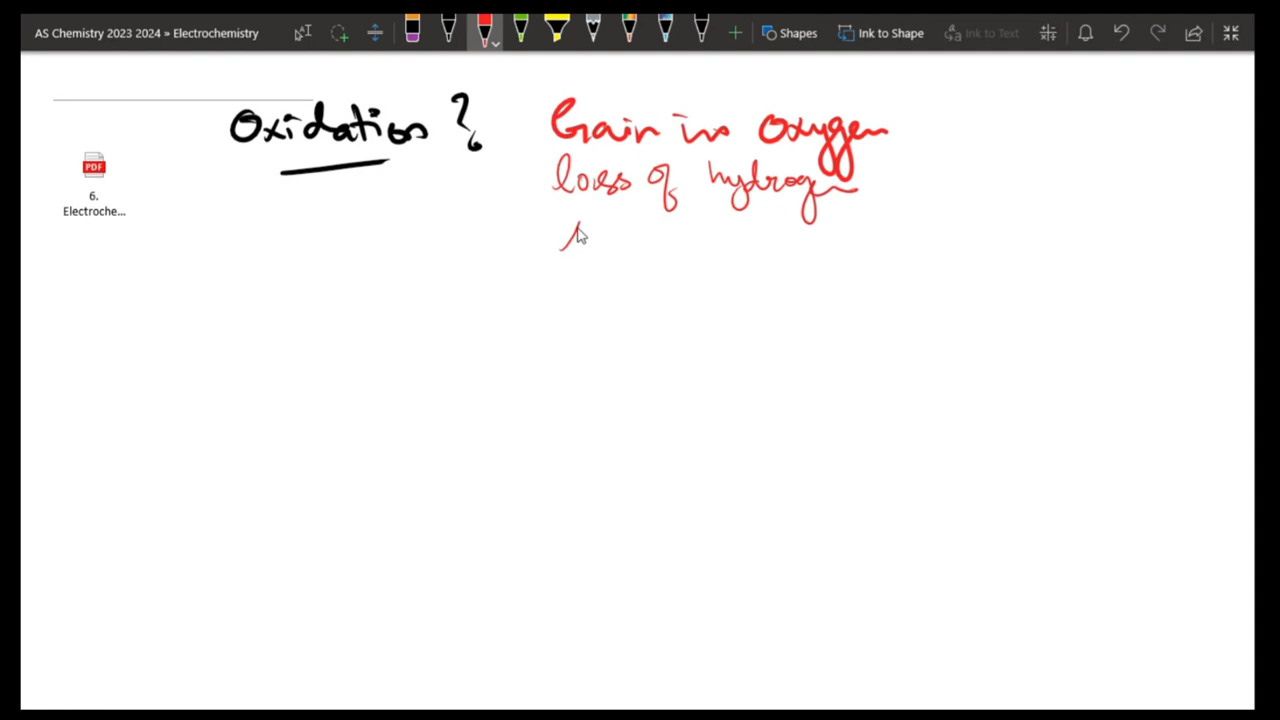 AS Chemistry 2023 2024 » Electrochemistry
Shapes
Ink to Shape
Ink to Text
Oxidation ?
Gain in oxygen
loss of hydrogen
PDF
6.
Electroche...